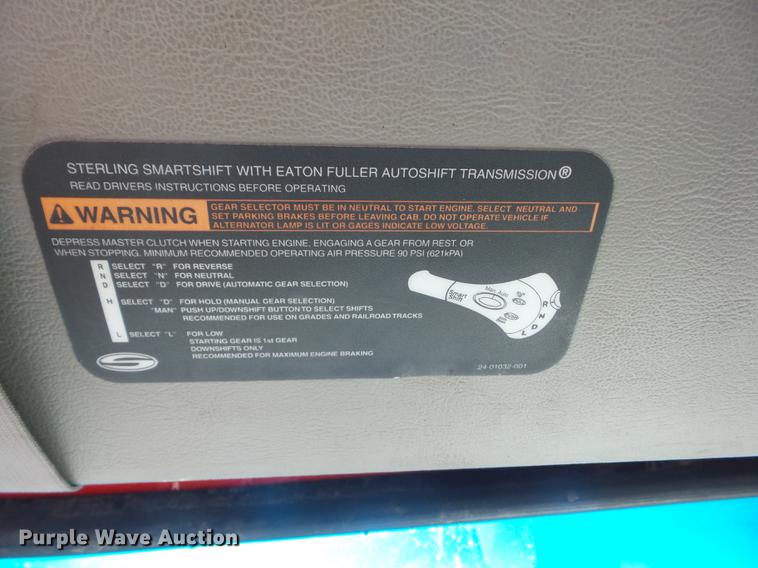 STERLING SMARTSHIFT WITH EATON FULLER AUTOSHIFT TRANSMISSION®
READ DRIVERS INSTRUCTIONS BEFORE OPERATING
WARNING
GEAR SELECTOR MUST BE IN NEUTRAL TO START ENGINE. SELECT NEUTRAL AND
SET PARKING BRAKES BEFORE LEAVING CAB. DO NOT OPERATE VEHICLE IF
ALTERNATOR LAMP IS LIT OR GAGES INDICATE LOW VOLTAGE.
DEPRESS MASTER CLUTCH WHEN STARTING ENGINE, ENGAGING A GEAR FROM REST, OR
WHEN STOPPING. MINIMUM RECOMMENDED OPERATING AIR PRESSURE 90 PSI (621kPA)
R SELECT "R" FOR REVERSE
N SELECT "N" FOR NEUTRAL
D SELECT "D" FOR DRIVE (AUTOMATIC GEAR SELECTION)
H SELECT "D" FOR HOLD (MANUAL GEAR SELECTION)
"MAN" PUSH UP/DOWNSHIFT BUTTON TO SELECT SHIFTS
RECOMMENDED FOR USE ON GRADES AND RAILROAD TRACKS
L SELECT "L" FOR LOW
STARTING GEAR IS 1st GEAR
DOWNSHIFTS ONLY
RECOMMENDED FOR MAXIMUM ENGINE BRAKING
Smart
Shift
Man Auto
R
N
D
L
S
24-01032-001
Purple Wave Auction